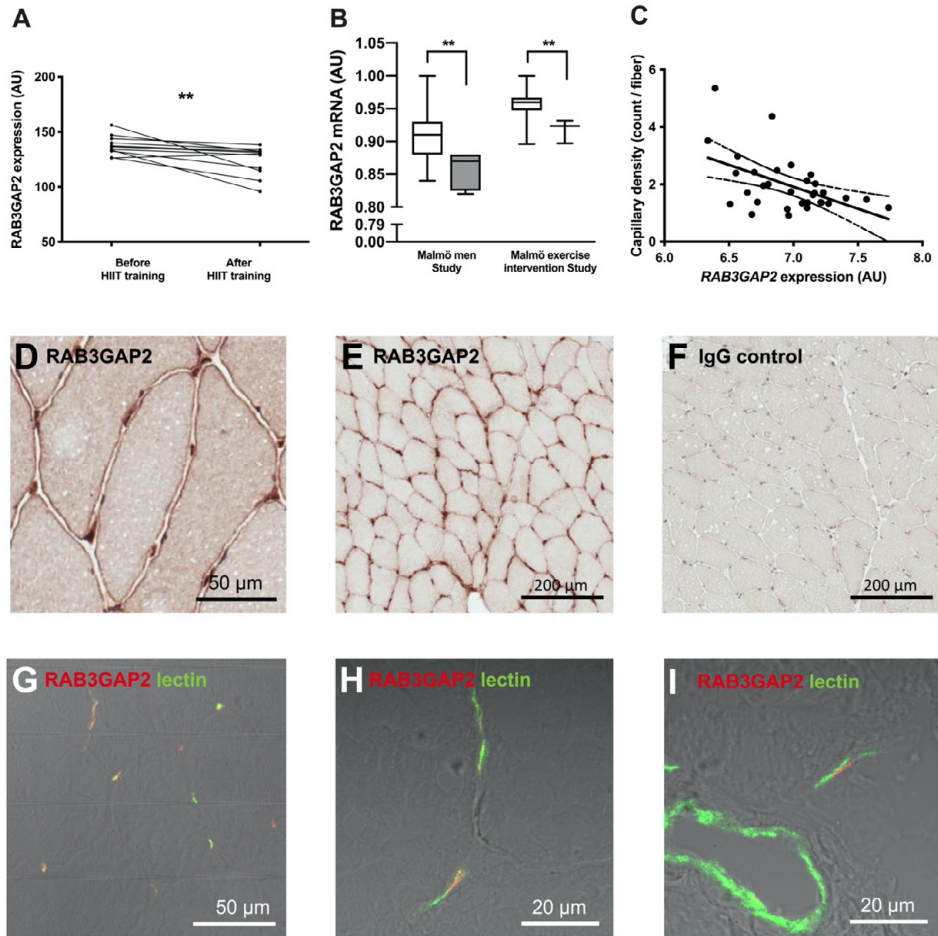 A
RAB3GAP2 expression (AU)
200
150
100
50
**
Before
HIIT training
After
HIIT training
B
RAB3GAP2 mRNA (AU)
1.05
1.00
0.95
0.90
0.85
0.80
0.79
0.00
**
**
Malmö men
Study
Malmö exercise
intervention Study
C
Capillary density (count / fiber)
6
4
2
0
6.0
6.5
7.0
7.5
8.0
RAB3GAP2 expression (AU)
D RAB3GAP2
50 µm
E RAB3GAP2
200 µm
F IgG control
200 µm
G RAB3GAP2 lectin
50 µm
H RAB3GAP2 lectin
20 µm
I RAB3GAP2 lectin
20 µm